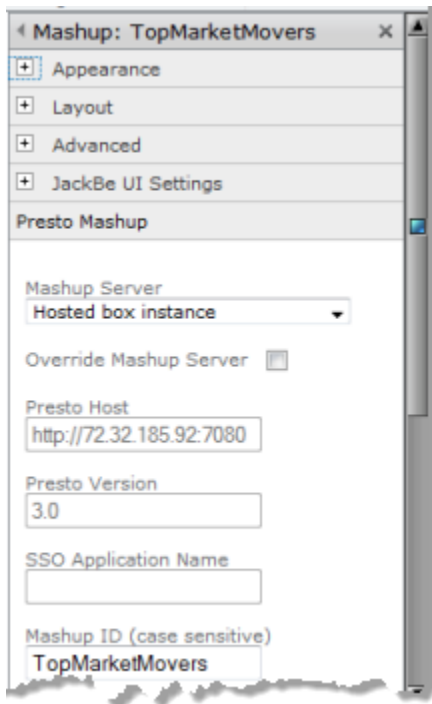 Mashup: TopMarketMovers
Appearance
Layout
Advanced
JackBe UI Settings
Presto Mashup
Mashup Server
Hosted box instance
Override Mashup Server
Presto Host
http://72.32.185.92:7080
Presto Version
3.0
SSO Application Name
Mashup ID (case sensitive)
TopMarketMovers